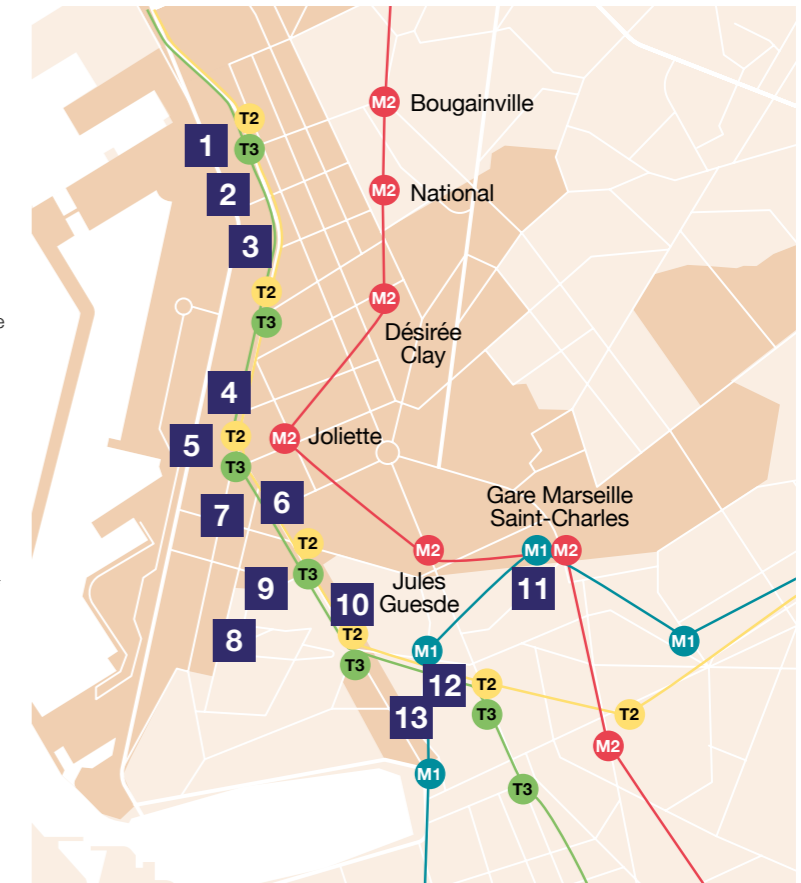 T2
M2 Bougainville
1 T3
2
M2 National
3
T2
M2
e
T3
Désirée
Clay
4
5 T2 M2 Joliette
T3
6
7
Gare Marseille
Saint-Charles
T2
M2
M1 M2
T3
9
Jules
Guesde
11
10
8
T2
M1
M1
T3
12 T2
13
T3
T2
M2
M1
T3